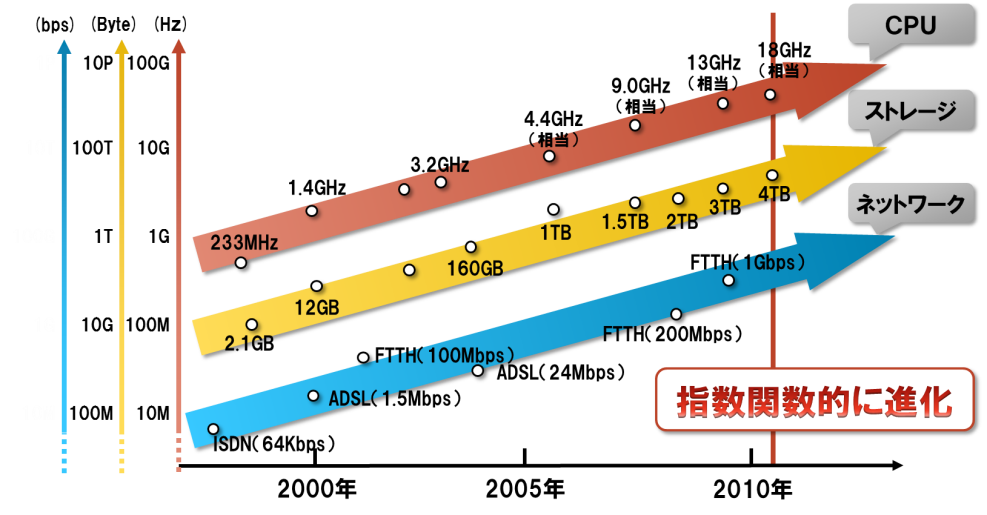 (bps) (Byte) (Hz)
CPU
10P 100G
18GHz
(相当)
13GHz
(相当)
9.0GHz
(相当)
ストレージ
4.4GHz
(相当)
100T 10G
3.2GHz
1.4GHz
4TB
3TB
2TB
1.5TB
1TB
ネットワーク
1T 1G
233MHz
160GB
FTTH(1Gbps)
12GB
10G 100M
2.1GB
FTTH(200Mbps)
FTTH(100Mbps)
ADSL(24Mbps)
ADSL(1.5Mbps)
指数関数的に進化
100M 10M
ISDN(64Kbps)
2000年 2005年 2010年